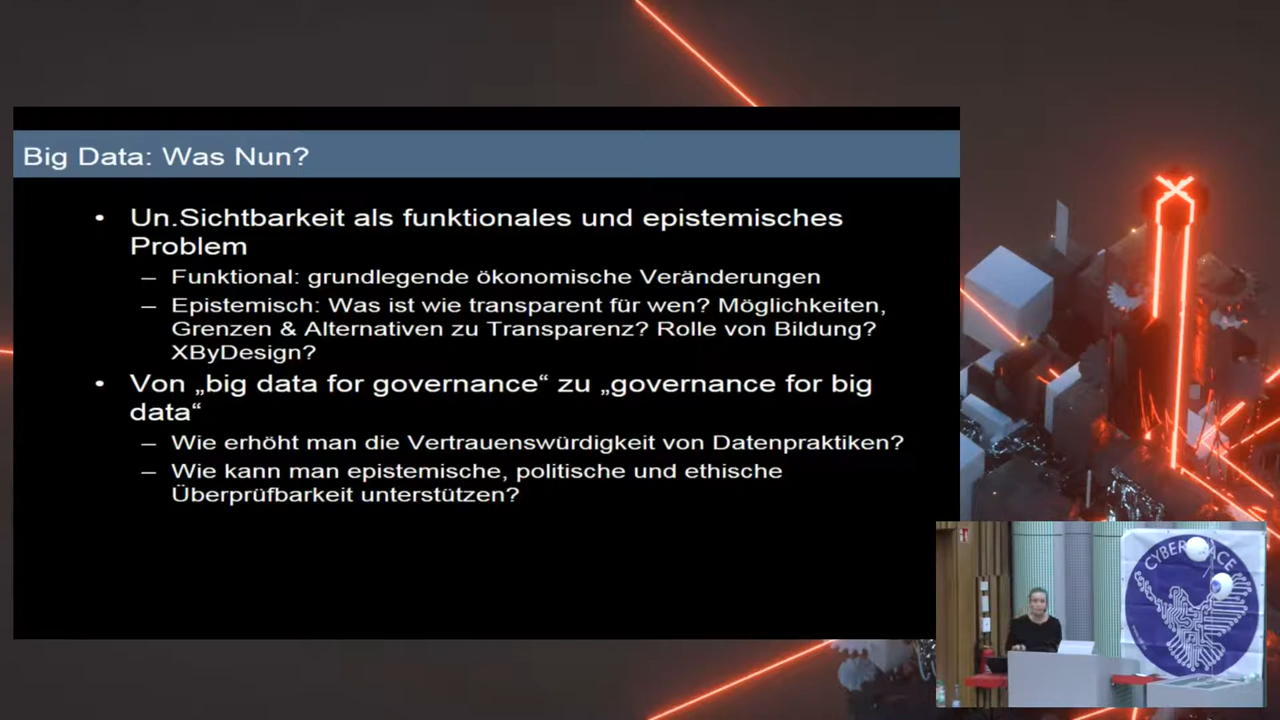 Big Data: Was Nun?
• Un.Sichtbarkeit als funktionales und epistemisches
Problem
– Funktional: grundlegende ökonomische Veränderungen
– Epistemisch: Was ist wie transparent für wen? Möglichkeiten,
Grenzen & Alternativen zu Transparenz? Rolle von Bildung?
XByDesign?
• Von „big data for governance“ zu „governance for big
data“
– Wie erhöht man die Vertrauenswürdigkeit von Datenpraktiken?
– Wie kann man epistemische, politische und ethische
Überprüfbarkeit unterstützen?